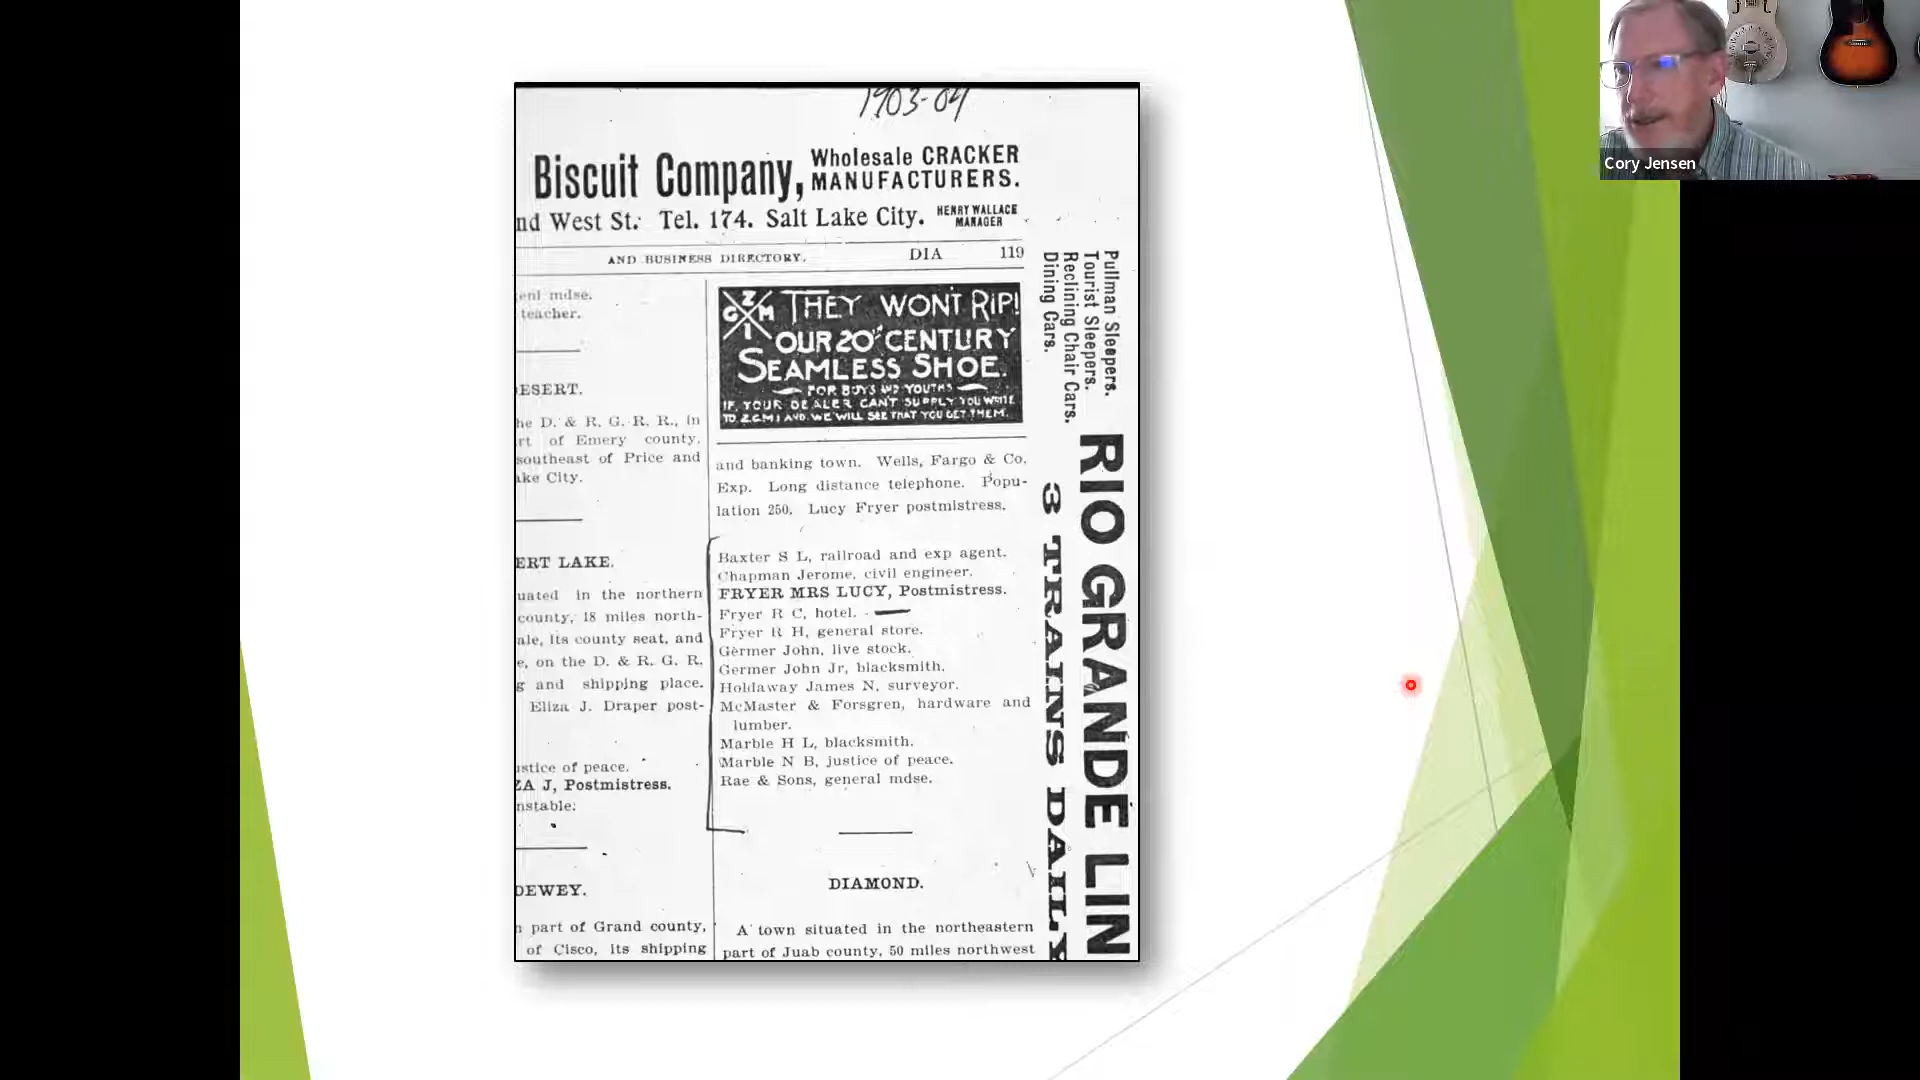 1903-04
Biscuit Company, Wholesale CRACKER
MANUFACTURERS.
nd West St. Tel. 174. Salt Lake City. HENRY WALLACE
MANAGER
AND BUSINESS DIRECTORY. DIA 119
enl mdse.
teacher.
ESERT.
he D. & R. G. R. R., in
rt of Emery county,
southeast of Price and
ake City.
ERT LAKE.
uated in the northern
county, 18 miles north-
ale, its county seat, and
e, on the D. & R. G. R.
g and shipping place.
Eliza J. Draper post-
ustice of peace.
ZA J, Postmistress.
nstable.
DEWEY.
n part of Grand county,
of Cisco, its shipping
Z C M I
THEY WON'T RIP!
OUR 20TH CENTURY
SEAMLESS SHOE.
FOR BOYS AND YOUTHS
IF YOUR DEALER CAN'T SUPPLY YOU WRITE
TO Z.C.M.I AND WE WILL SEE THAT YOU GET THEM.
and banking town. Wells, Fargo & Co.
Exp. Long distance telephone. Popu-
lation 250. Lucy Fryer postmistress.
Baxter S L, railroad and exp agent.
Chapman Jerome, civil engineer.
FRYER MRS LUCY, Postmistress.
Fryer R C, hotel.
Fryer R H, general store.
Germer John, live stock.
Germer John Jr, blacksmith.
Holdaway James N, surveyor.
McMaster & Forsgren, hardware and
lumber.
Marble H L, blacksmith.
Marble N B, justice of peace.
Rae & Sons, general mdse.
DIAMOND.
A town situated in the northeastern
part of Juab county, 50 miles northwest
Pullman Sleepers.
Tourist Sleepers.
Reclining Chair Cars.
Dining Cars.
RIO GRANDE LIN
3 TRAINS DAILY
Cory Jensen